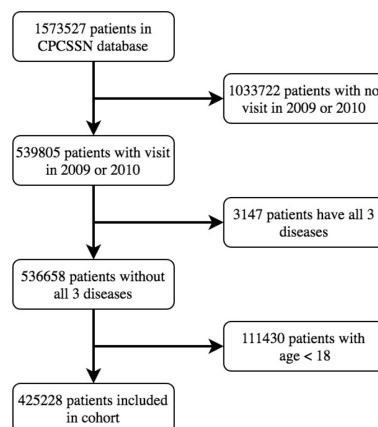 1573527 patients in
CPCSSN database
1033722 patients with no
visit in 2009 or 2010
539805 patients with visit
in 2009 or 2010
3147 patients have all 3
diseases
536658 patients without
all 3 diseases
111430 patients with
age < 18
425228 patients included
in cohort